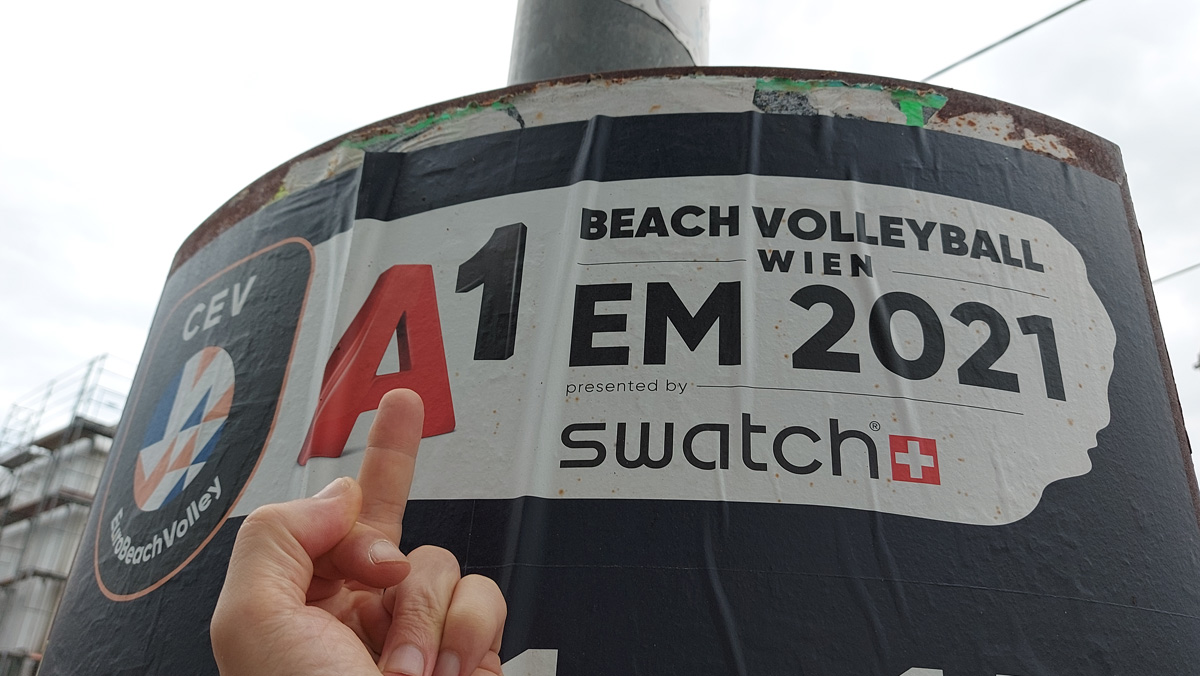 CEV
EuroBeachVolley
A1
BEACH VOLLEYBALL
WIEN
EM 2021
presented by
swatch®